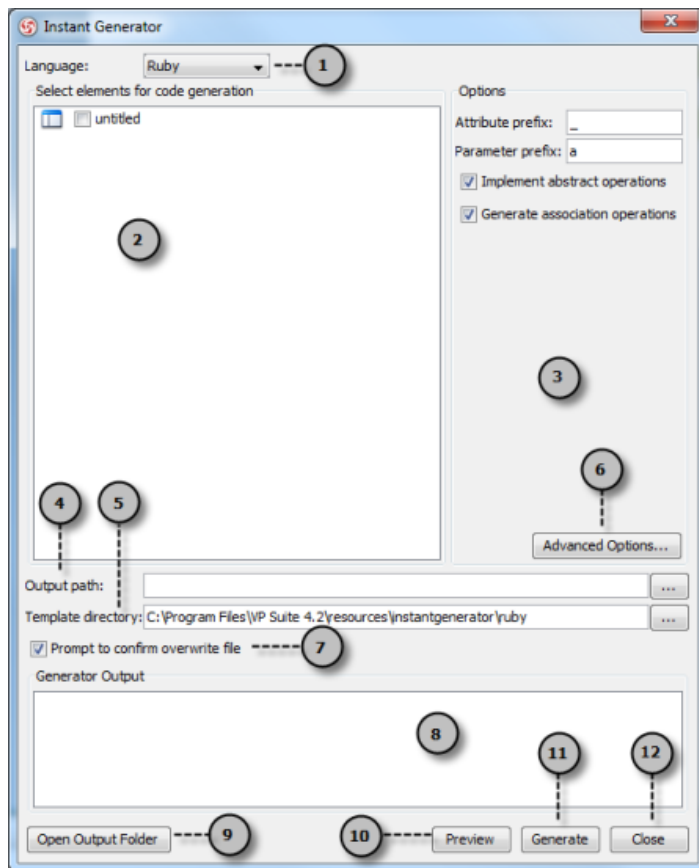 Instant Generator
Language: Ruby 1
Select elements for code generation
untitled
2
Options
Attribute prefix: _
Parameter prefix: a
Implement abstract operations
Generate association operations
3
6
Advanced Options...
4 5
Output path: ...
Template directory: C:\Program Files\VP Suite 4.2\resources\instantgenerator\ruby ...
Prompt to confirm overwrite file 7
Generator Output
8
11 12
Open Output Folder 9 10 Preview Generate Close